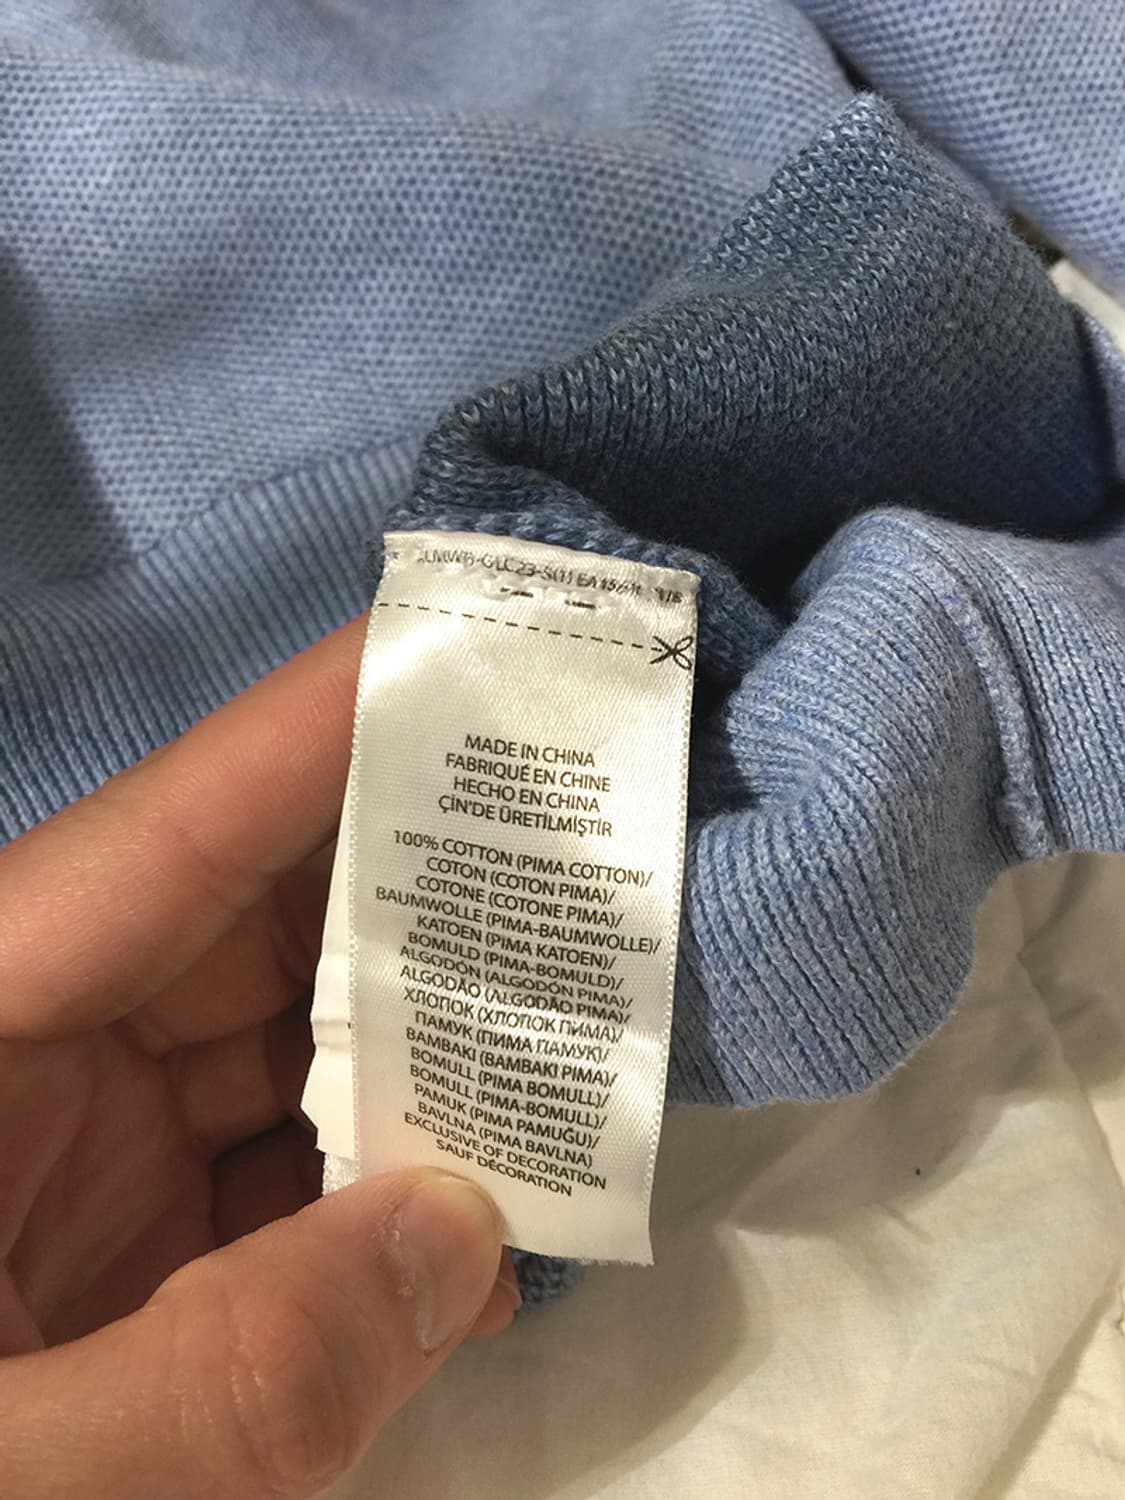 MADE IN CHINA
FABRIQUÉ EN CHINE
HECHO EN CHINA
ÇİN'DE ÜRETİLMİŞTİR
100% COTTON (PIMA COTTON)/
COTON (COTON PIMA)/
COTONE (COTONE PIMA)/
BAUMWOLLE (PIMA-BAUMWOLLE)/
KATOEN (PIMA KATOEN)/
BOMULD (PIMA-BOMULD)/
ALGODÓN (ALGODÓN PIMA)/
ALGODÃO (ALGODÃO PIMA)/
ХЛОПОК (ХЛОПОК ПИМА)/
ПАМУК (ПИМА ПАМУК)/
BAMBAKI (BAMBAKI PIMA)/
BOMULL (PIMA BOMULL)/
BOMULL (PIMA-BOMULL)/
PAMUK (PIMA PAMUĞU)/
BAVLNA (PIMA BAVLNA)
EXCLUSIVE OF DECORATION
SAUF DÉCORATION